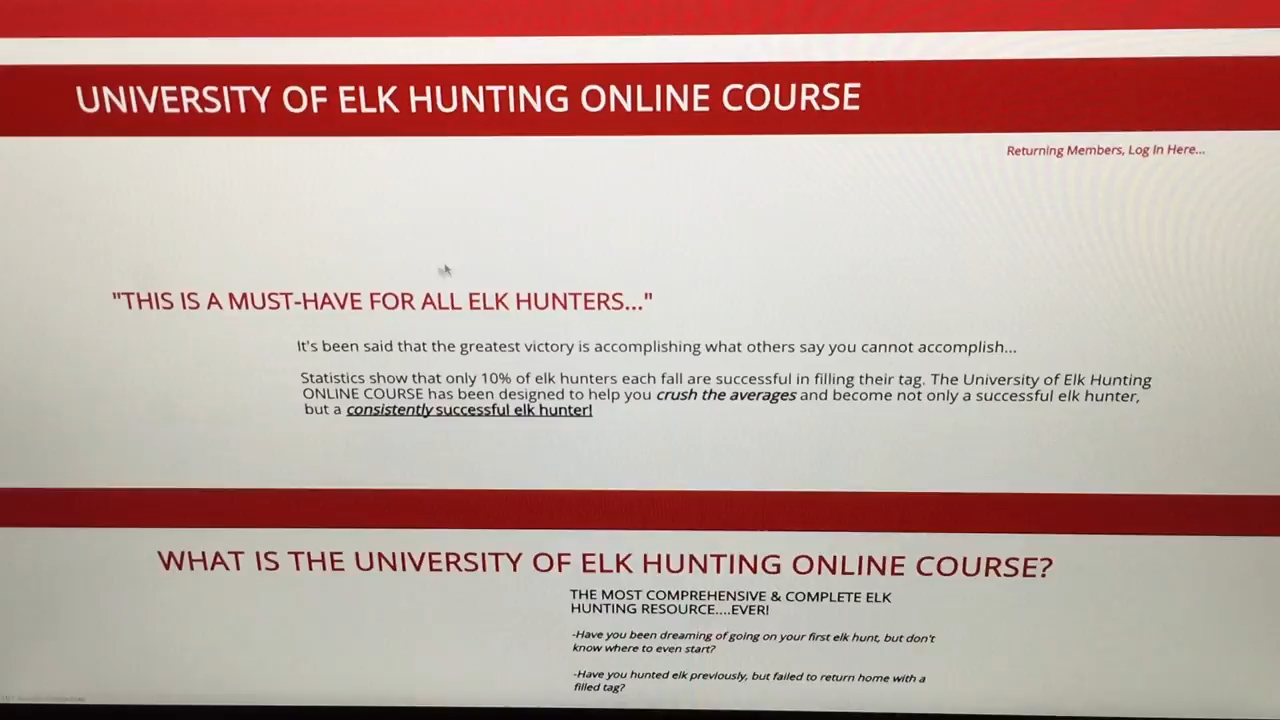 UNIVERSITY OF ELK HUNTING ONLINE COURSE
Returning Members, Log In Here...
"THIS IS A MUST-HAVE FOR ALL ELK HUNTERS..."
It's been said that the greatest victory is accomplishing what others say you cannot accomplish...
Statistics show that only 10% of elk hunters each fall are successful in filling their tag. The University of Elk Hunting
ONLINE COURSE has been designed to help you crush the averages and become not only a successful elk hunter,
but a consistently successful elk hunter!
WHAT IS THE UNIVERSITY OF ELK HUNTING ONLINE COURSE?
THE MOST COMPREHENSIVE & COMPLETE ELK
HUNTING RESOURCE....EVER!
-Have you been dreaming of going on your first elk hunt, but don't
know where to even start?
-Have you hunted elk previously, but failed to return home with a
filled tag?